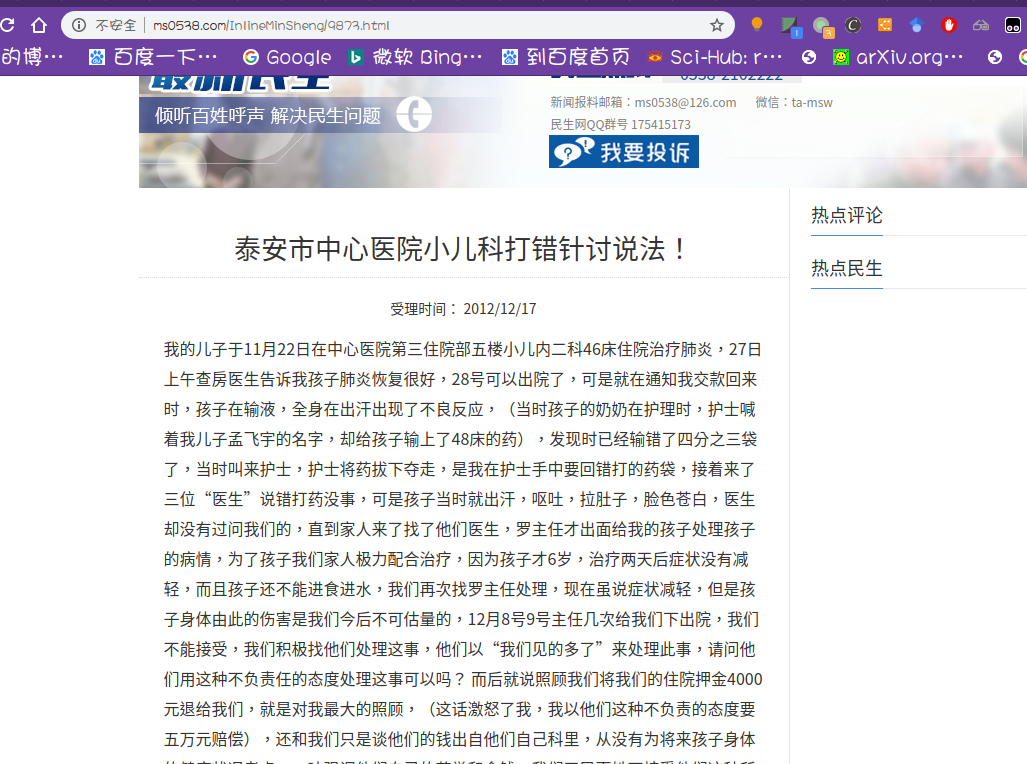 不安全 ms0538.com/InlineMinSheng/9873.html
的博… 百度一下… Google 微软 Bing… 到百度首页 Sci-Hub: r… arXiv.org…
最新民生
0538-2102222
倾听百姓呼声 解决民生问题
新闻报料邮箱：ms0538@126.com 微信：ta-msw
民生网QQ群号 175415173
我要投诉
热点评论
热点民生
泰安市中心医院小儿科打错针讨说法！
受理时间： 2012/12/17
我的儿子于11月22日在中心医院第三住院部五楼小儿内二科46床住院治疗肺炎，27日
上午查房医生告诉我孩子肺炎恢复很好，28号可以出院了，可是就在通知我交款回来
时，孩子在输液，全身在出汗出现了不良反应，（当时孩子的奶奶在护理时，护士喊
着我儿子孟飞宇的名字，却给孩子输上了48床的药），发现时已经输错了四分之三袋
了，当时叫来护士，护士将药拔下夺走，是我在护士手中要回错打的药袋，接着来了
三位“医生”说错打药没事，可是孩子当时就出汗，呕吐，拉肚子，脸色苍白，医生
却没有过问我们的，直到家人来了找了他们医生，罗主任才出面给我的孩子处理孩子
的病情，为了孩子我们家人极力配合治疗，因为孩子才6岁，治疗两天后症状没有减
轻，而且孩子还不能进食进水，我们再次找罗主任处理，现在虽说症状减轻，但是孩
子身体由此的伤害是我们今后不可估量的，12月8号9号主任几次给我们下出院，我们
不能接受，我们积极找他们处理这事，他们以“我们见的多了”来处理此事，请问他
们用这种不负责任的态度处理这事可以吗？ 而后就说照顾我们将我们的住院押金4000
元退给我们，就是对我最大的照顾，（这话激怒了我，我以他们这种不负责的态度要
五万元赔偿），还和我们只是谈他们的钱出自他们自己科里，从没有为将来孩子身体